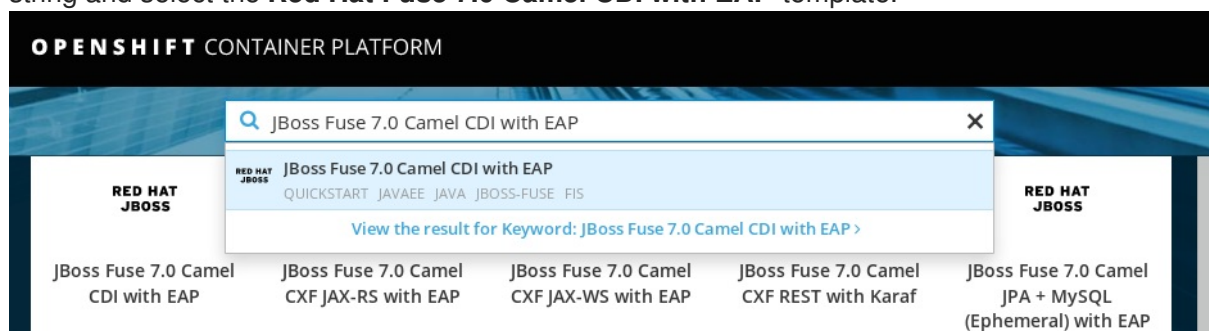 string and select the Red Hat Fuse 7.0 Camel CDI with EAP template.
OPENSHIFT CONTAINER PLATFORM
JBoss Fuse 7.0 Camel CDI with EAP
RED HAT
JBOSS
JBoss Fuse 7.0 Camel CDI with EAP
QUICKSTART JAVAEE JAVA JBOSS-FUSE FIS
View the result for Keyword: JBoss Fuse 7.0 Camel CDI with EAP >
RED HAT
JBOSS
RED HAT
JBOSS
JBoss Fuse 7.0 Camel
CDI with EAP
JBoss Fuse 7.0 Camel
CXF JAX-RS with EAP
JBoss Fuse 7.0 Camel
CXF JAX-WS with EAP
JBoss Fuse 7.0 Camel
CXF REST with Karaf
JBoss Fuse 7.0 Camel
JPA + MySQL
(Ephemeral) with EAP